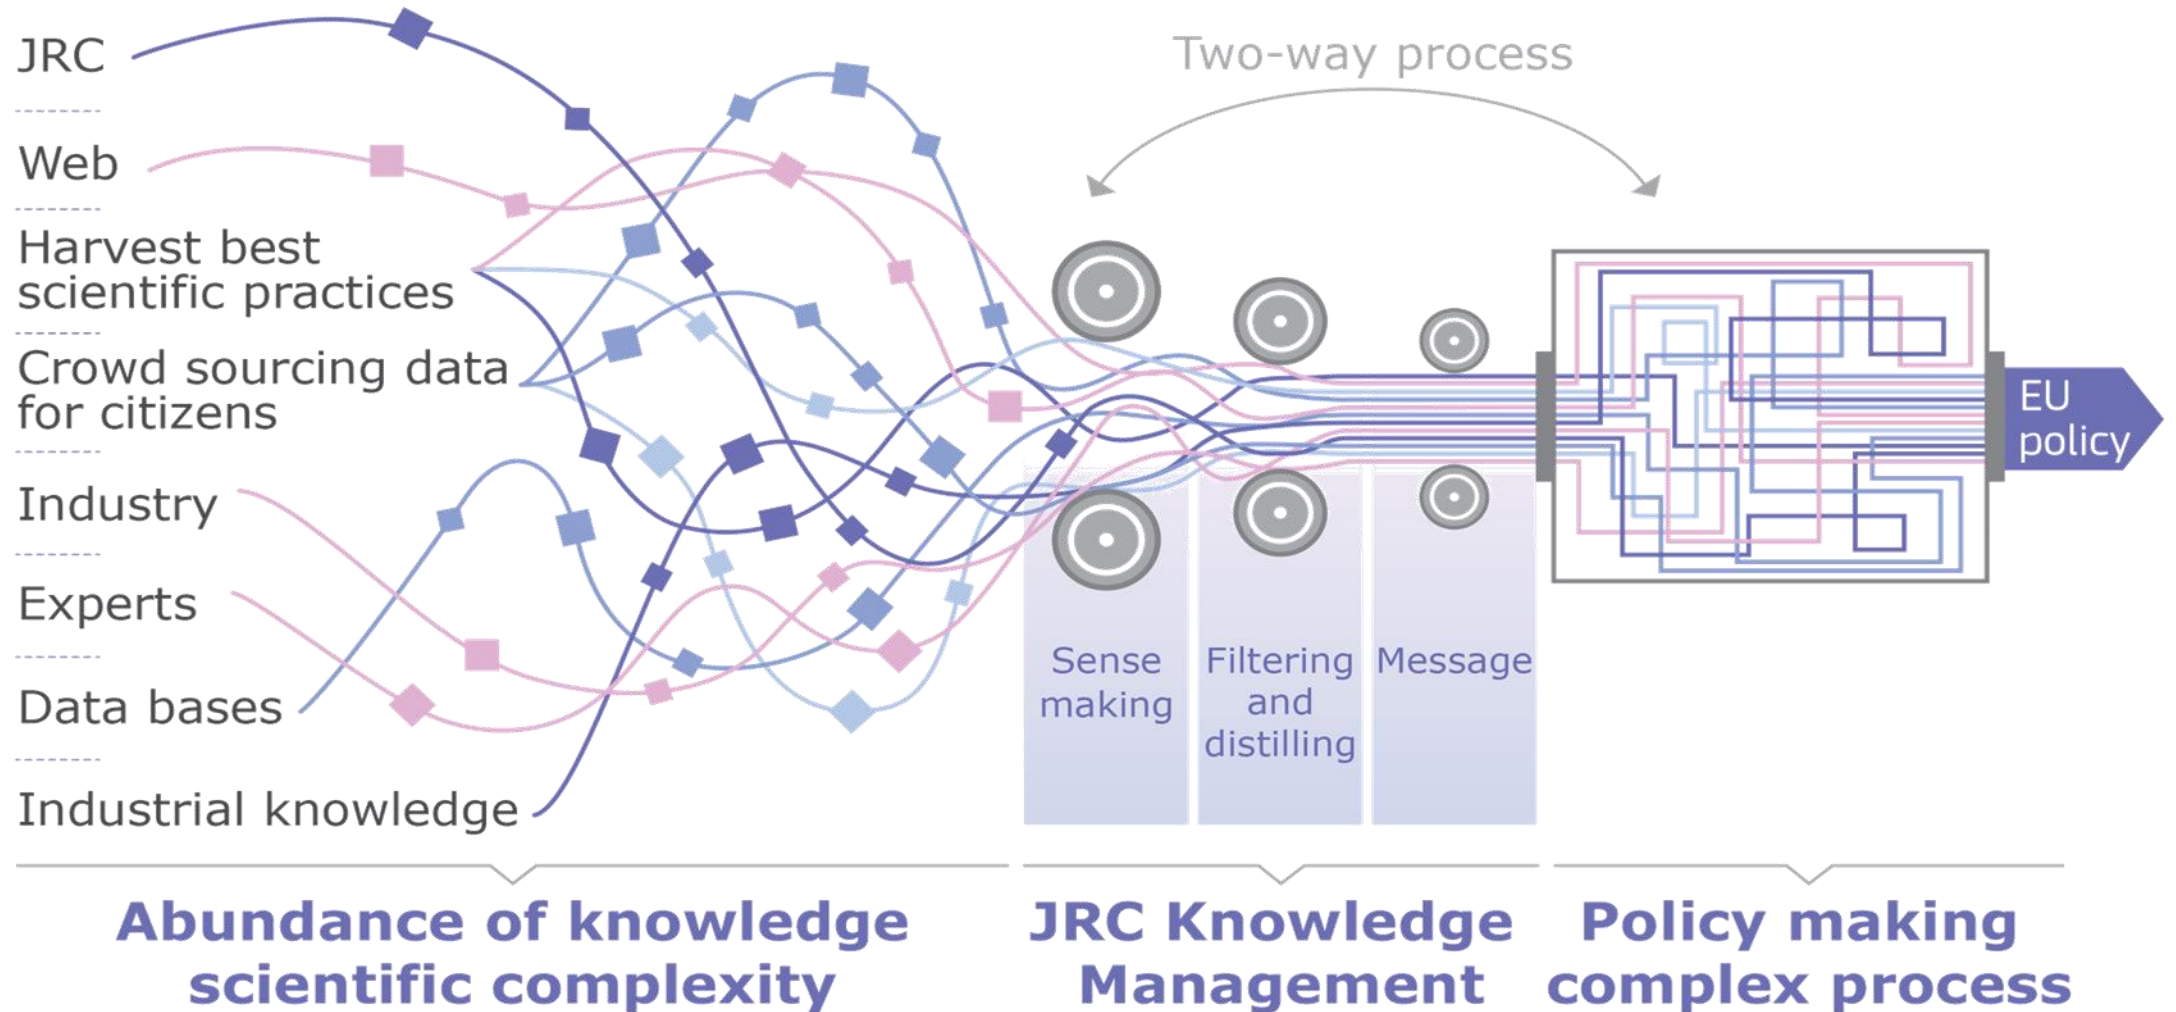 JRC
Web
Harvest best
scientific practices
Crowd sourcing data
for citizens
Industry
Experts
Data bases
Industrial knowledge
Two-way process
Sense
making
Filtering
and
distilling
Message
EU
policy
Abundance of knowledge
scientific complexity
JRC Knowledge
Management
Policy making
complex process